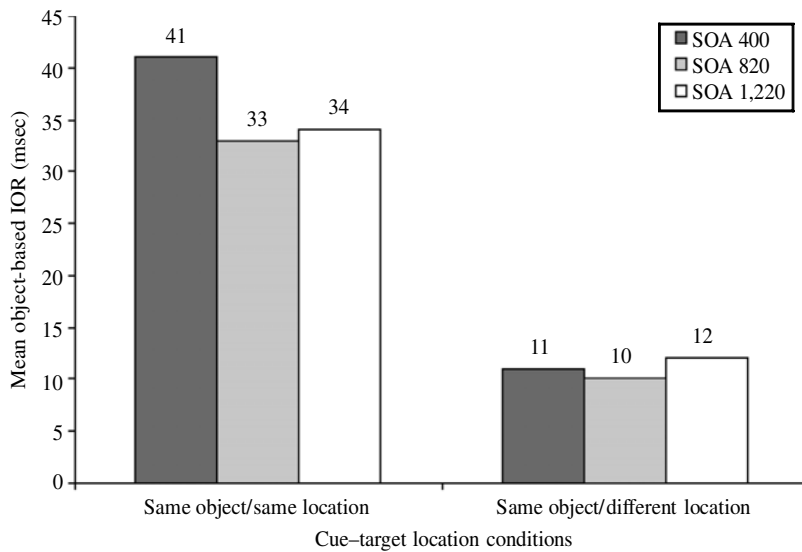 Mean object-based IOR (msec)
45
40
35
30
25
20
15
10
5
0
41
33
34
11
10
12
SOA 400
SOA 820
SOA 1,220
Same object/same location
Same object/different location
Cue–target location conditions